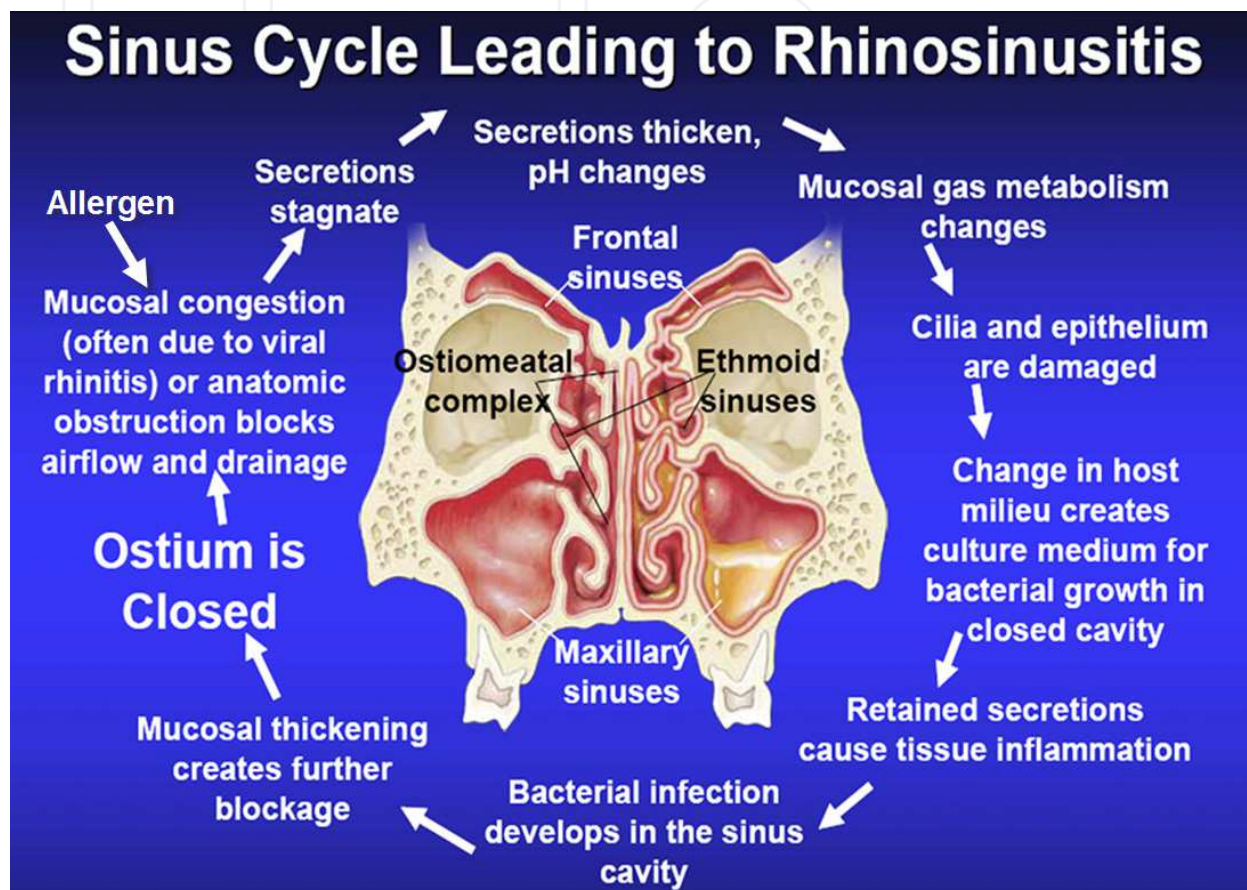 Sinus Cycle Leading to Rhinosinusitis
Allergen
Mucosal congestion
(often due to viral
rhinitis) or anatomic
obstruction blocks
airflow and drainage
Secretions
stagnate
Secretions thicken,
pH changes
Mucosal gas metabolism
changes
Cilia and epithelium
are damaged
Change in host
milieu creates
culture medium for
bacterial growth in
closed cavity
Retained secretions
cause tissue inflammation
Bacterial infection
develops in the sinus
cavity
Mucosal thickening
creates further
blockage
Ostium is
Closed
Frontal
sinuses
Ostiomeatal
complex
Ethmoid
sinuses
Maxillary
sinuses